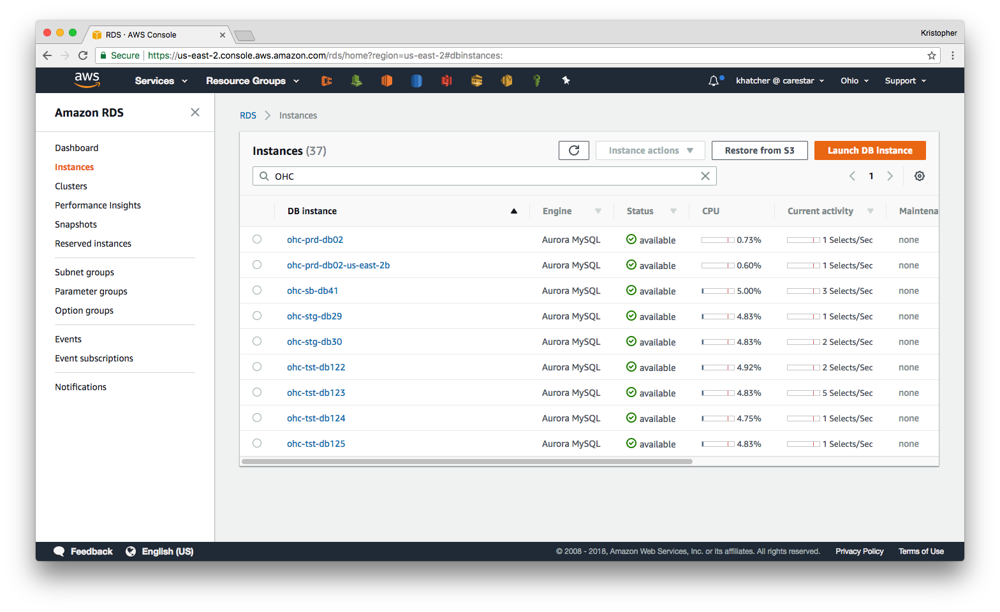 RDS · AWS Console
Kristopher
Secure https://us-east-2.console.aws.amazon.com/rds/home?region=us-east-2#dbinstances:
aws Services Resource Groups khatcher @ carestar Ohio Support
Amazon RDS
Dashboard
Instances
Clusters
Performance Insights
Snapshots
Reserved instances
Subnet groups
Parameter groups
Option groups
Events
Event subscriptions
Notifications
RDS Instances
Instances (37) Instance actions Restore from S3 Launch DB instance
OHC 1
DB instance Engine Status CPU Current activity Maintena
ohc-prd-db02 Aurora MySQL available 0.73% 1 Selects/Sec none
ohc-prd-db02-us-east-2b Aurora MySQL available 0.60% 1 Selects/Sec none
ohc-sb-db41 Aurora MySQL available 5.00% 3 Selects/Sec none
ohc-stg-db29 Aurora MySQL available 4.83% 1 Selects/Sec none
ohc-stg-db30 Aurora MySQL available 4.83% 2 Selects/Sec none
ohc-tst-db122 Aurora MySQL available 4.92% 2 Selects/Sec none
ohc-tst-db123 Aurora MySQL available 4.83% 5 Selects/Sec none
ohc-tst-db124 Aurora MySQL available 4.75% 1 Selects/Sec none
ohc-tst-db125 Aurora MySQL available 4.83% 1 Selects/Sec none
Feedback English (US) © 2008 - 2018, Amazon Web Services, Inc. or its affiliates. All rights reserved. Privacy Policy Terms of Use